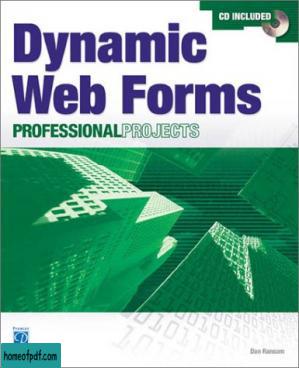 CD INCLUDED
Dynamic
Web Forms
PROFESSIONALPROJECTS
Dan Ransom
homeofpdf.com